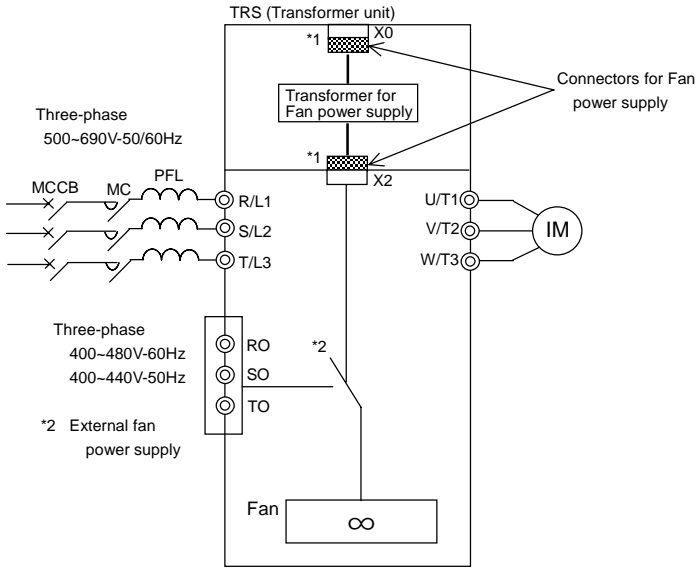 TRS (Transformer unit)
*1
X0
Connectors for Fan
power supply
Transformer for
Fan power supply
Three-phase
500~690V-50/60Hz
*1
X2
MCCB
MC
PFL
R/L1
S/L2
T/L3
U/T1
V/T2
W/T3
IM
Three-phase
400~480V-60Hz
400~440V-50Hz
RO
SO
TO
*2
*2 External fan
power supply
Fan